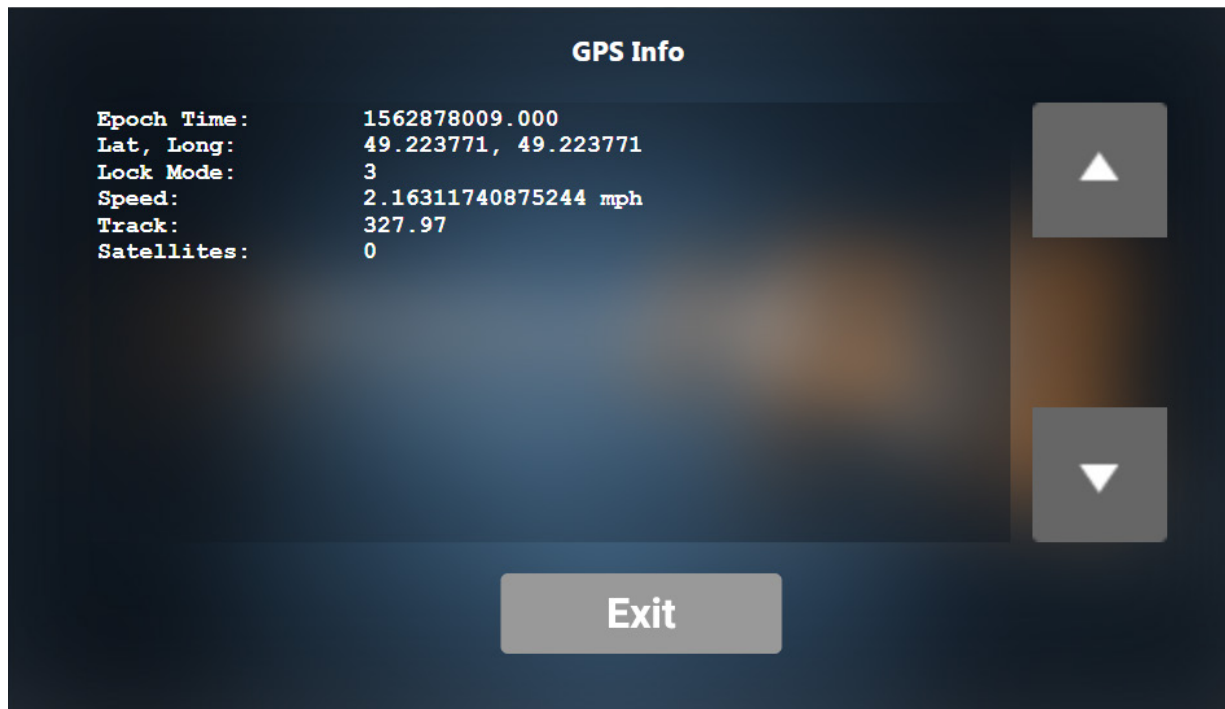 GPS Info
Epoch Time: 1562878009.000
Lat, Long: 49.223771, 49.223771
Lock Mode: 3
Speed: 2.16311740875244 mph
Track: 327.97
Satellites: 0
Exit